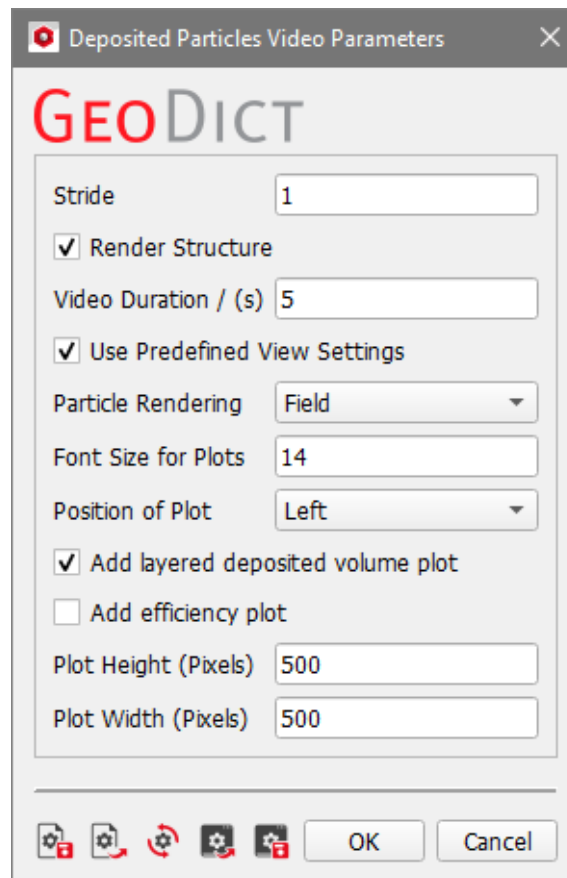 Deposited Particles Video Parameters
GEODICT
Stride 1
Render Structure
Video Duration / (s) 5
Use Predefined View Settings
Particle Rendering Field
Font Size for Plots 14
Position of Plot Left
Add layered deposited volume plot
Add efficiency plot
Plot Height (Pixels) 500
Plot Width (Pixels) 500
OK Cancel